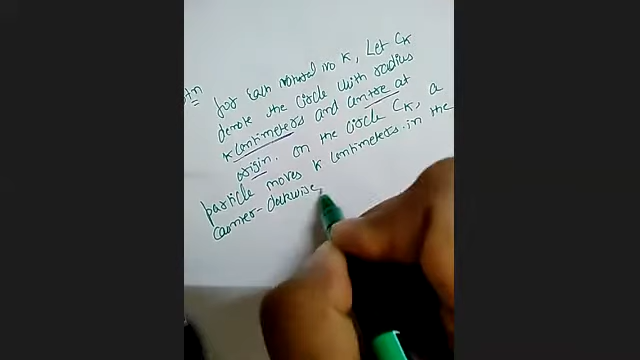 for Each natural no K, Let CK
denote the Circle with radius
K Centimeters and centre at
origin. on the circle CK, a
particle moves K centimeters in the
counter-clockwise